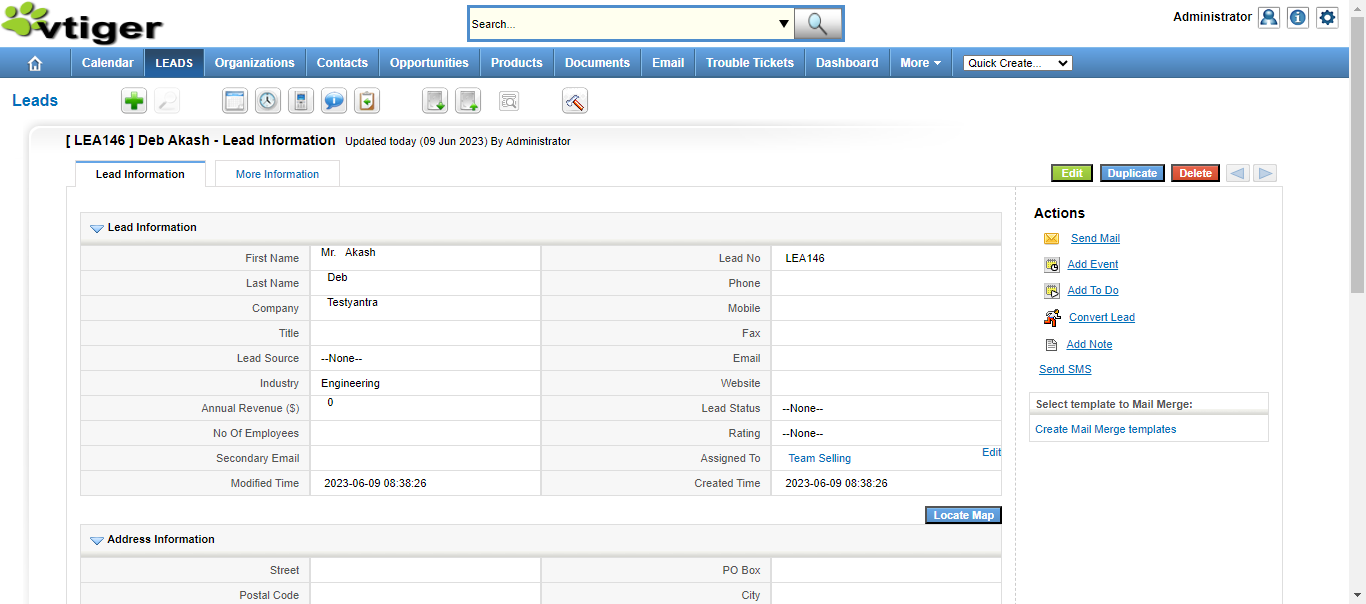 vtiger
Search...
Administrator
Calendar LEADS Organizations Contacts Opportunities Products Documents Email Trouble Tickets Dashboard More Quick Create...
Leads
[ LEA146 ] Deb Akash - Lead Information Updated today (09 Jun 2023) By Administrator
Lead Information More Information Edit Duplicate Delete
Lead Information
First Name Mr. Akash Lead No LEA146
Last Name Deb Phone
Company Testyantra Mobile
Title Fax
Lead Source --None-- Email
Industry Engineering Website
Annual Revenue ($) 0 Lead Status --None--
No Of Employees Rating --None--
Secondary Email Assigned To Team Selling Edit
Modified Time 2023-06-09 08:38:26 Created Time 2023-06-09 08:38:26
Locate Map
Address Information
Street PO Box
Postal Code City
Actions
Send Mail
Add Event
Add To Do
Convert Lead
Add Note
Send SMS
Select template to Mail Merge:
Create Mail Merge templates